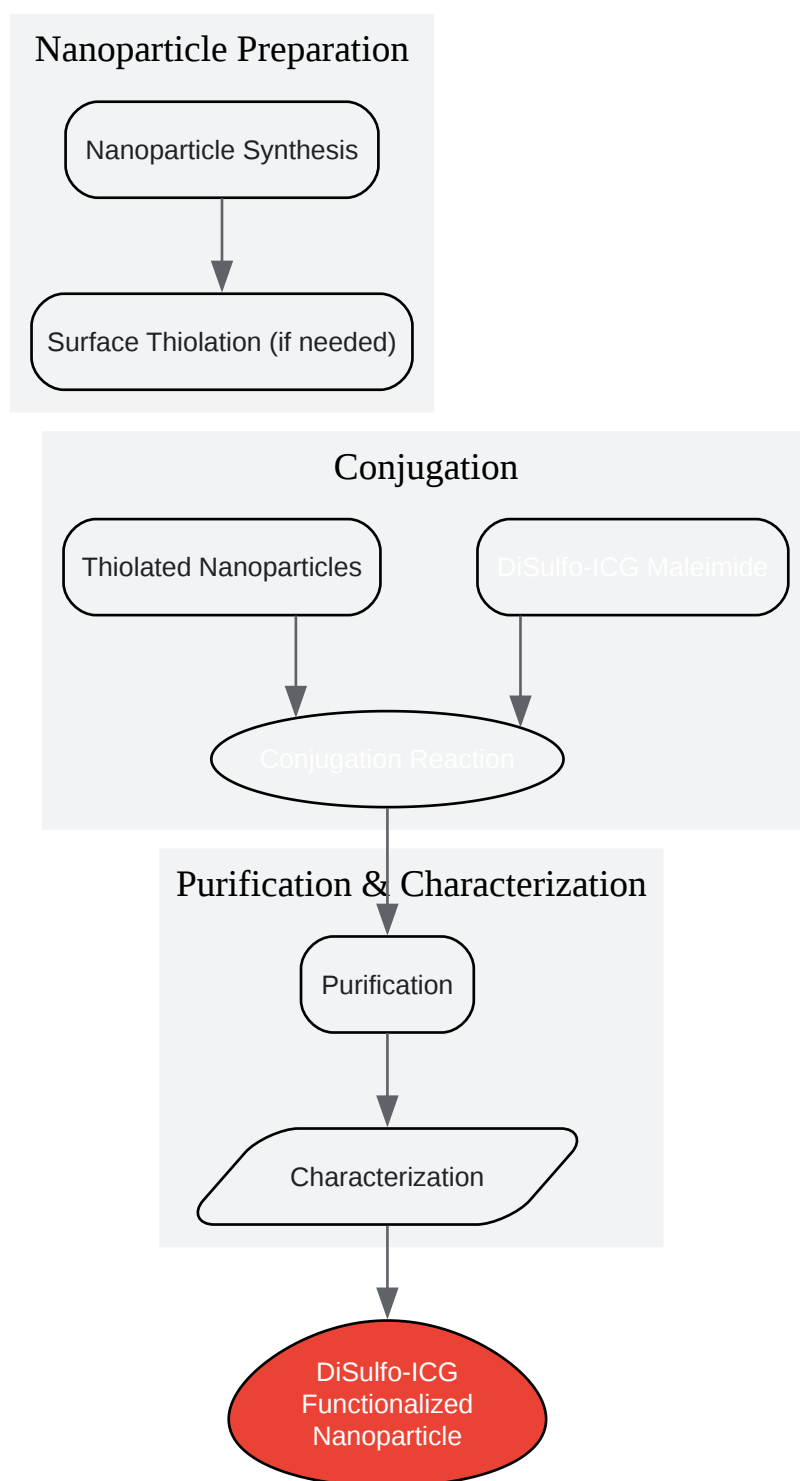 Nanoparticle Preparation
Nanoparticle Synthesis
Surface Thiolation (if needed)
Conjugation
Thiolated Nanoparticles
DiSulfo-ICG Maleimide
Conjugation Reaction
Purification & Characterization
Purification
Characterization
DiSulfo-ICG
Functionalized
Nanoparticle